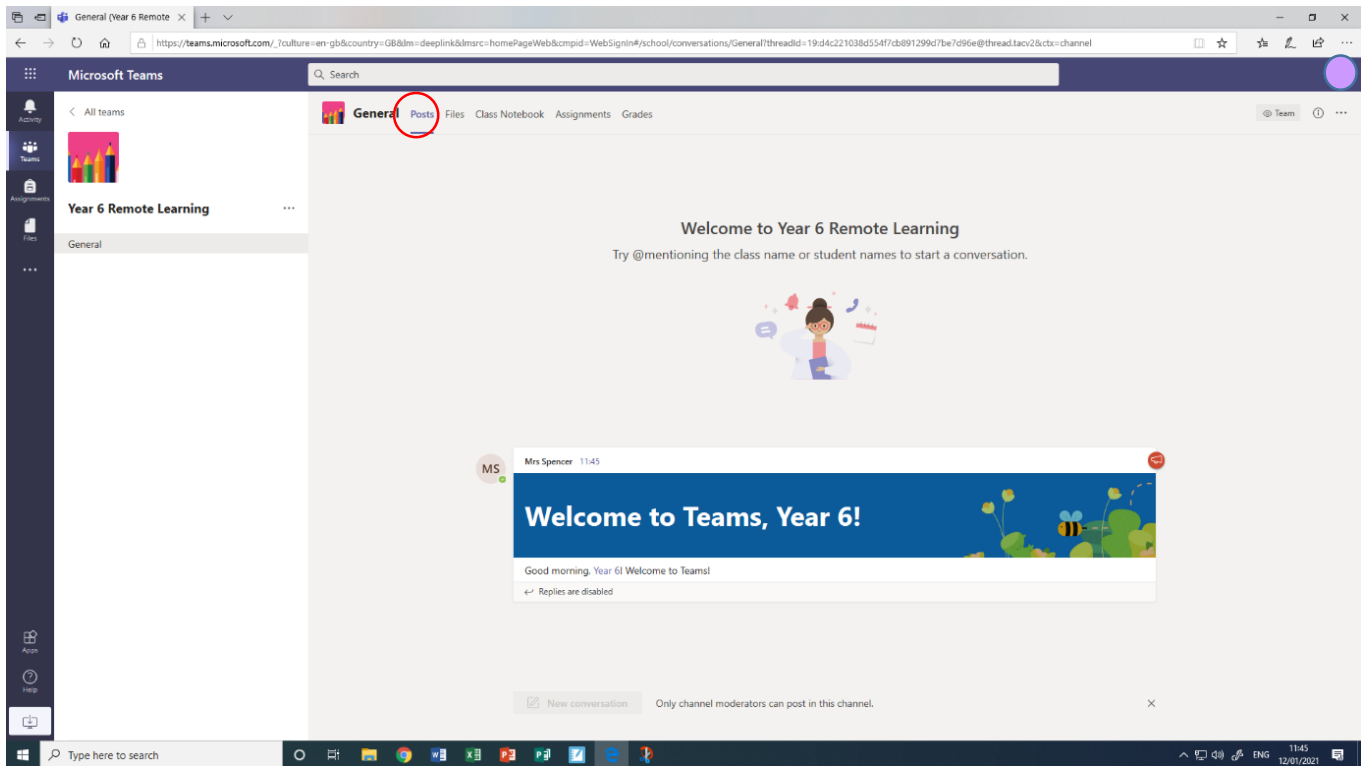 General (Year 6 Remote
https://teams.microsoft.com/_?culture=en-gb&country=GB&lm=deeplink&lmsrc=homePageWeb&cmpid=WebSignIn#/school/conversations/General?threadId=19:d4c221038d554f7cb891299d7be7d96e@thread.tacv2&ctx=channel
Microsoft Teams
Search
Activity
Teams
Assignments
Files
Apps
Help
All teams
Year 6 Remote Learning
General
General Posts Files Class Notebook Assignments Grades
Team
Welcome to Year 6 Remote Learning
Try @mentioning the class name or student names to start a conversation.
MS
Mrs Spencer 11:45
Welcome to Teams, Year 6!
Good morning, Year 6! Welcome to Teams!
Replies are disabled
New conversation Only channel moderators can post in this channel.
Type here to search
ENG
11:45
12/01/2021